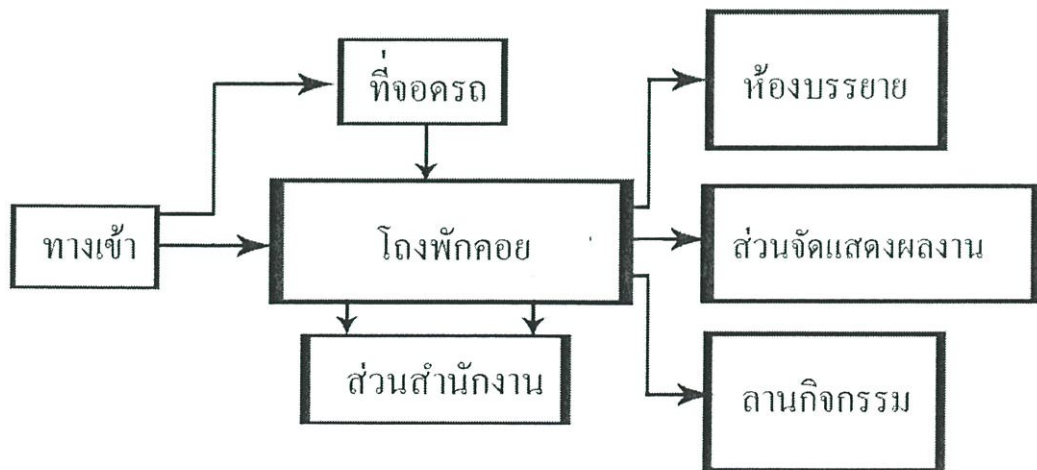 ที่จอดรถ
ห้องบรรยาย
ทางเข้า
โถงพักคอย
ส่วนจัดแสดงผลงาน
ส่วนสำนักงาน
ลานกิจกรรม